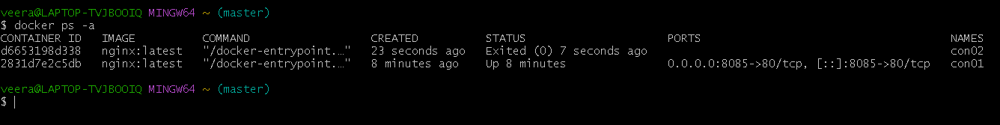 veera@LAPTOP-TVJBOOIQ MINGW64 ~ (master)
$ docker ps -a
CONTAINER ID   IMAGE          COMMAND                  CREATED          STATUS                     PORTS                                     NAMES
d6653198d338   nginx:latest   "/docker-entrypoint.…"   23 seconds ago   Exited (0) 7 seconds ago                                             con02
2831d7e2c5db   nginx:latest   "/docker-entrypoint.…"   8 minutes ago    Up 8 minutes               0.0.0.0:8085->80/tcp, [::]:8085->80/tcp   con01
veera@LAPTOP-TVJBOOIQ MINGW64 ~ (master)
$